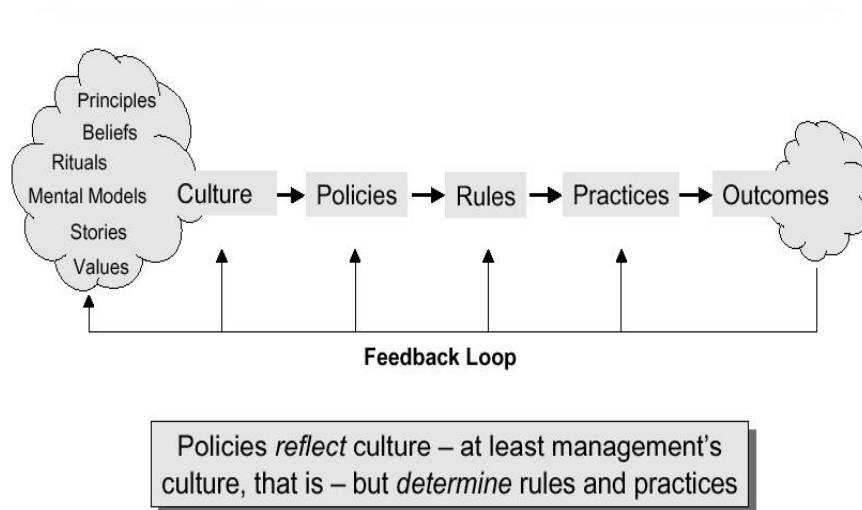 Principles
Beliefs
Rituals
Mental Models
Stories
Values
Culture
Policies
Rules
Practices
Outcomes
Feedback Loop
Policies reflect culture – at least management's
culture, that is – but determine rules and practices